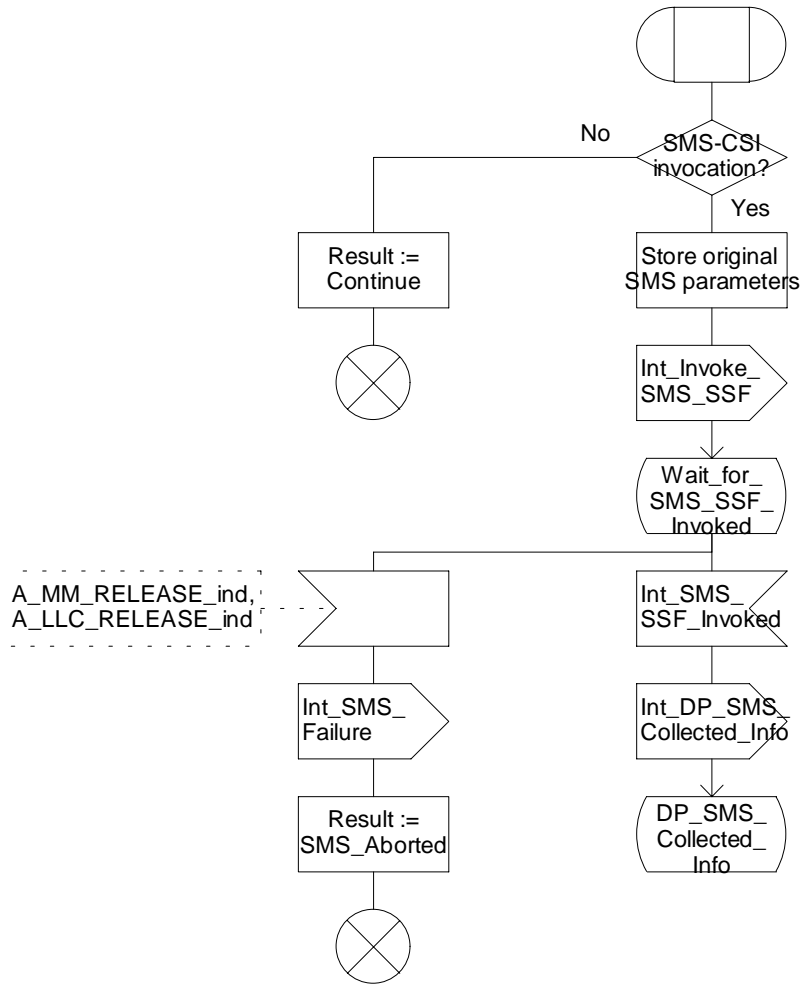 No
SMS-CSI
invocation?
Yes
Result :=
Continue
Store original
SMS parameters
Int_Invoke_
SMS_SSF
Wait_for_
SMS_SSF_
Invoked
A_MM_RELEASE_ind,
A_LLC_RELEASE_ind
Int_SMS_
SSF_Invoked
Int_SMS_
Failure
Int_DP_SMS_
Collected_Info
Result :=
SMS_Aborted
DP_SMS_
Collected_
Info